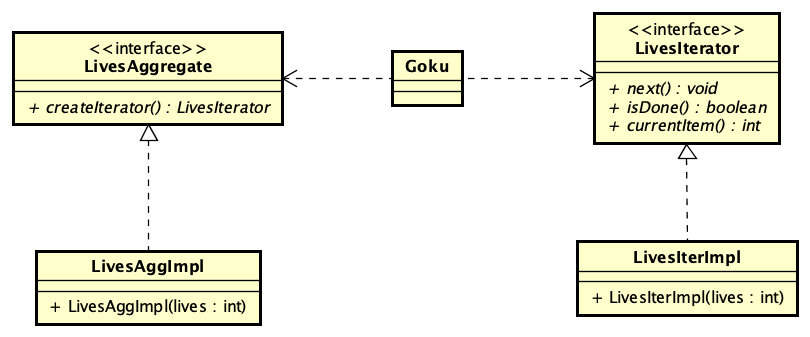 <<interface>>
LivesAggregate
+ createIterator() : LivesIterator
Goku
<<interface>>
LivesIterator
+ next() : void
+ isDone() : boolean
+ currentItem() : int
LivesAggImpl
+ LivesAggImpl(lives : int)
LivesIterImpl
+ LivesIterImpl(lives : int)